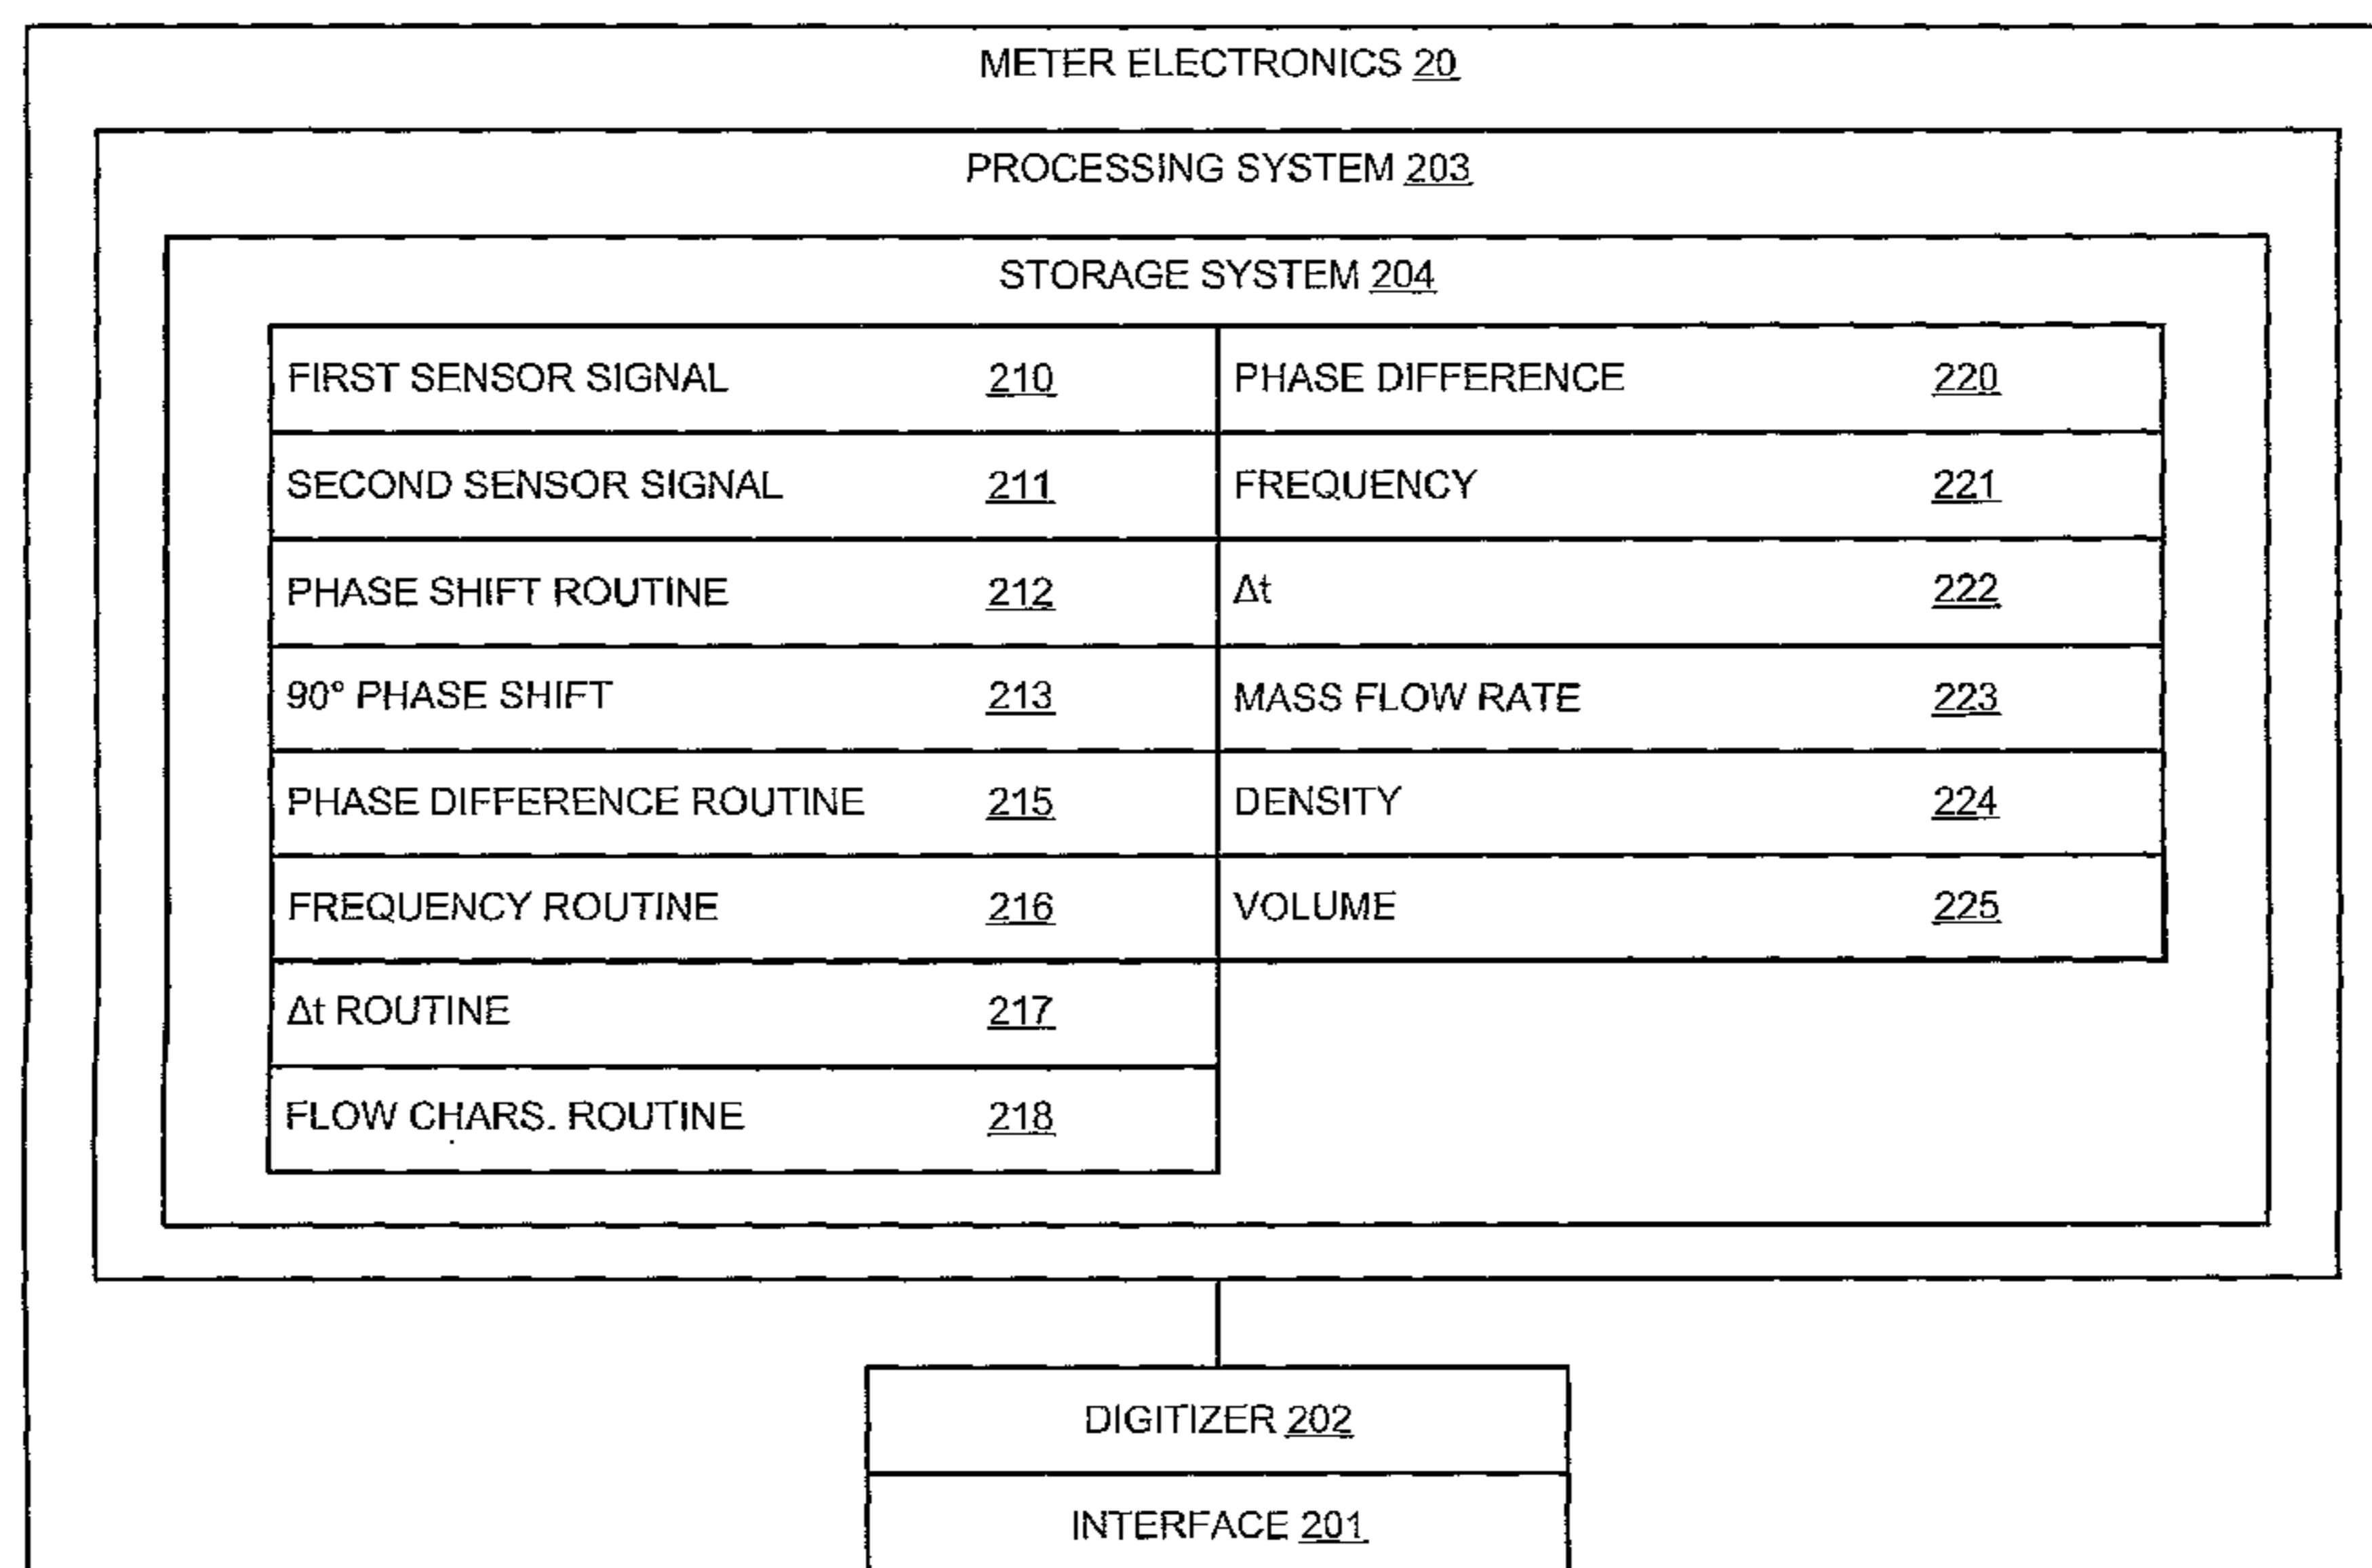 METER ELECTRONICS 20
PROCESSING SYSTEM 203
STORAGE SYSTEM 204
FIRST SENSOR SIGNAL 210
PHASE DIFFERENCE 220
SECOND SENSOR SIGNAL 211
FREQUENCY 221
PHASE SHIFT ROUTINE 212
Δt 222
90° PHASE SHIFT 213
MASS FLOW RATE 223
PHASE DIFFERENCE ROUTINE 215
DENSITY 224
FREQUENCY ROUTINE 216
VOLUME 225
Δt ROUTINE 217
FLOW CHARS. ROUTINE 218
DIGITIZER 202
INTERFACE 201